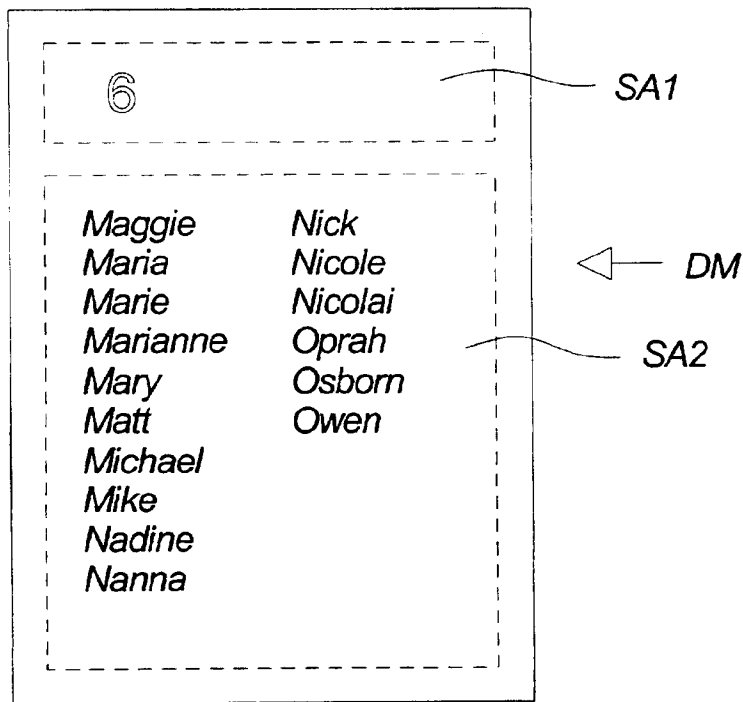 6
SA1
Maggie
Maria
Marie
Marianne
Mary
Matt
Michael
Mike
Nadine
Nanna
Nick
Nicole
Nicolai
Oprah
Osborn
Owen
DM
SA2